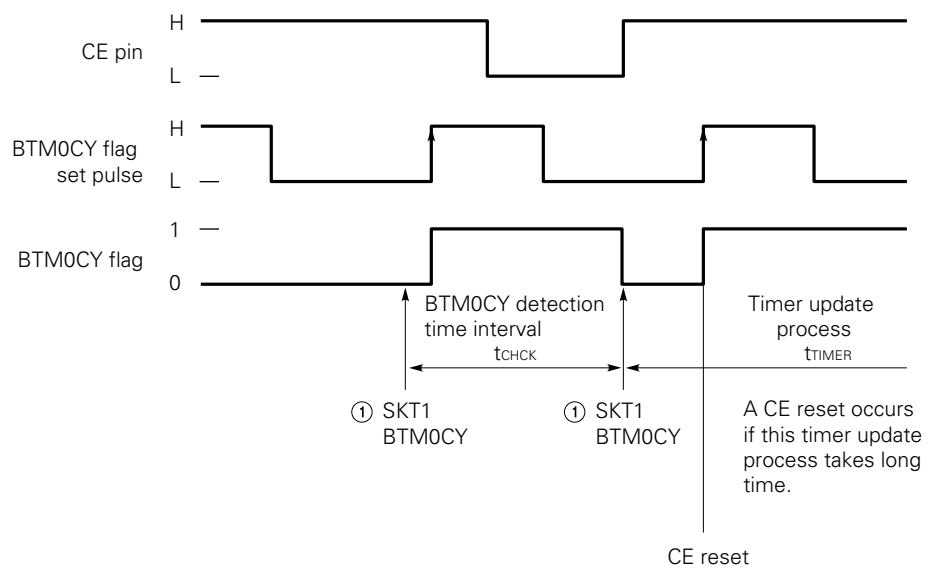 H
CE pin
L
H
BTM0CY flag
set pulse
L
1
BTM0CY flag
0
BTM0CY detection
time interval
tCHCK
Timer update
process
tTIMER
① SKT1
BTM0CY
① SKT1
BTM0CY
A CE reset occurs
if this timer update
process takes long
time.
CE reset